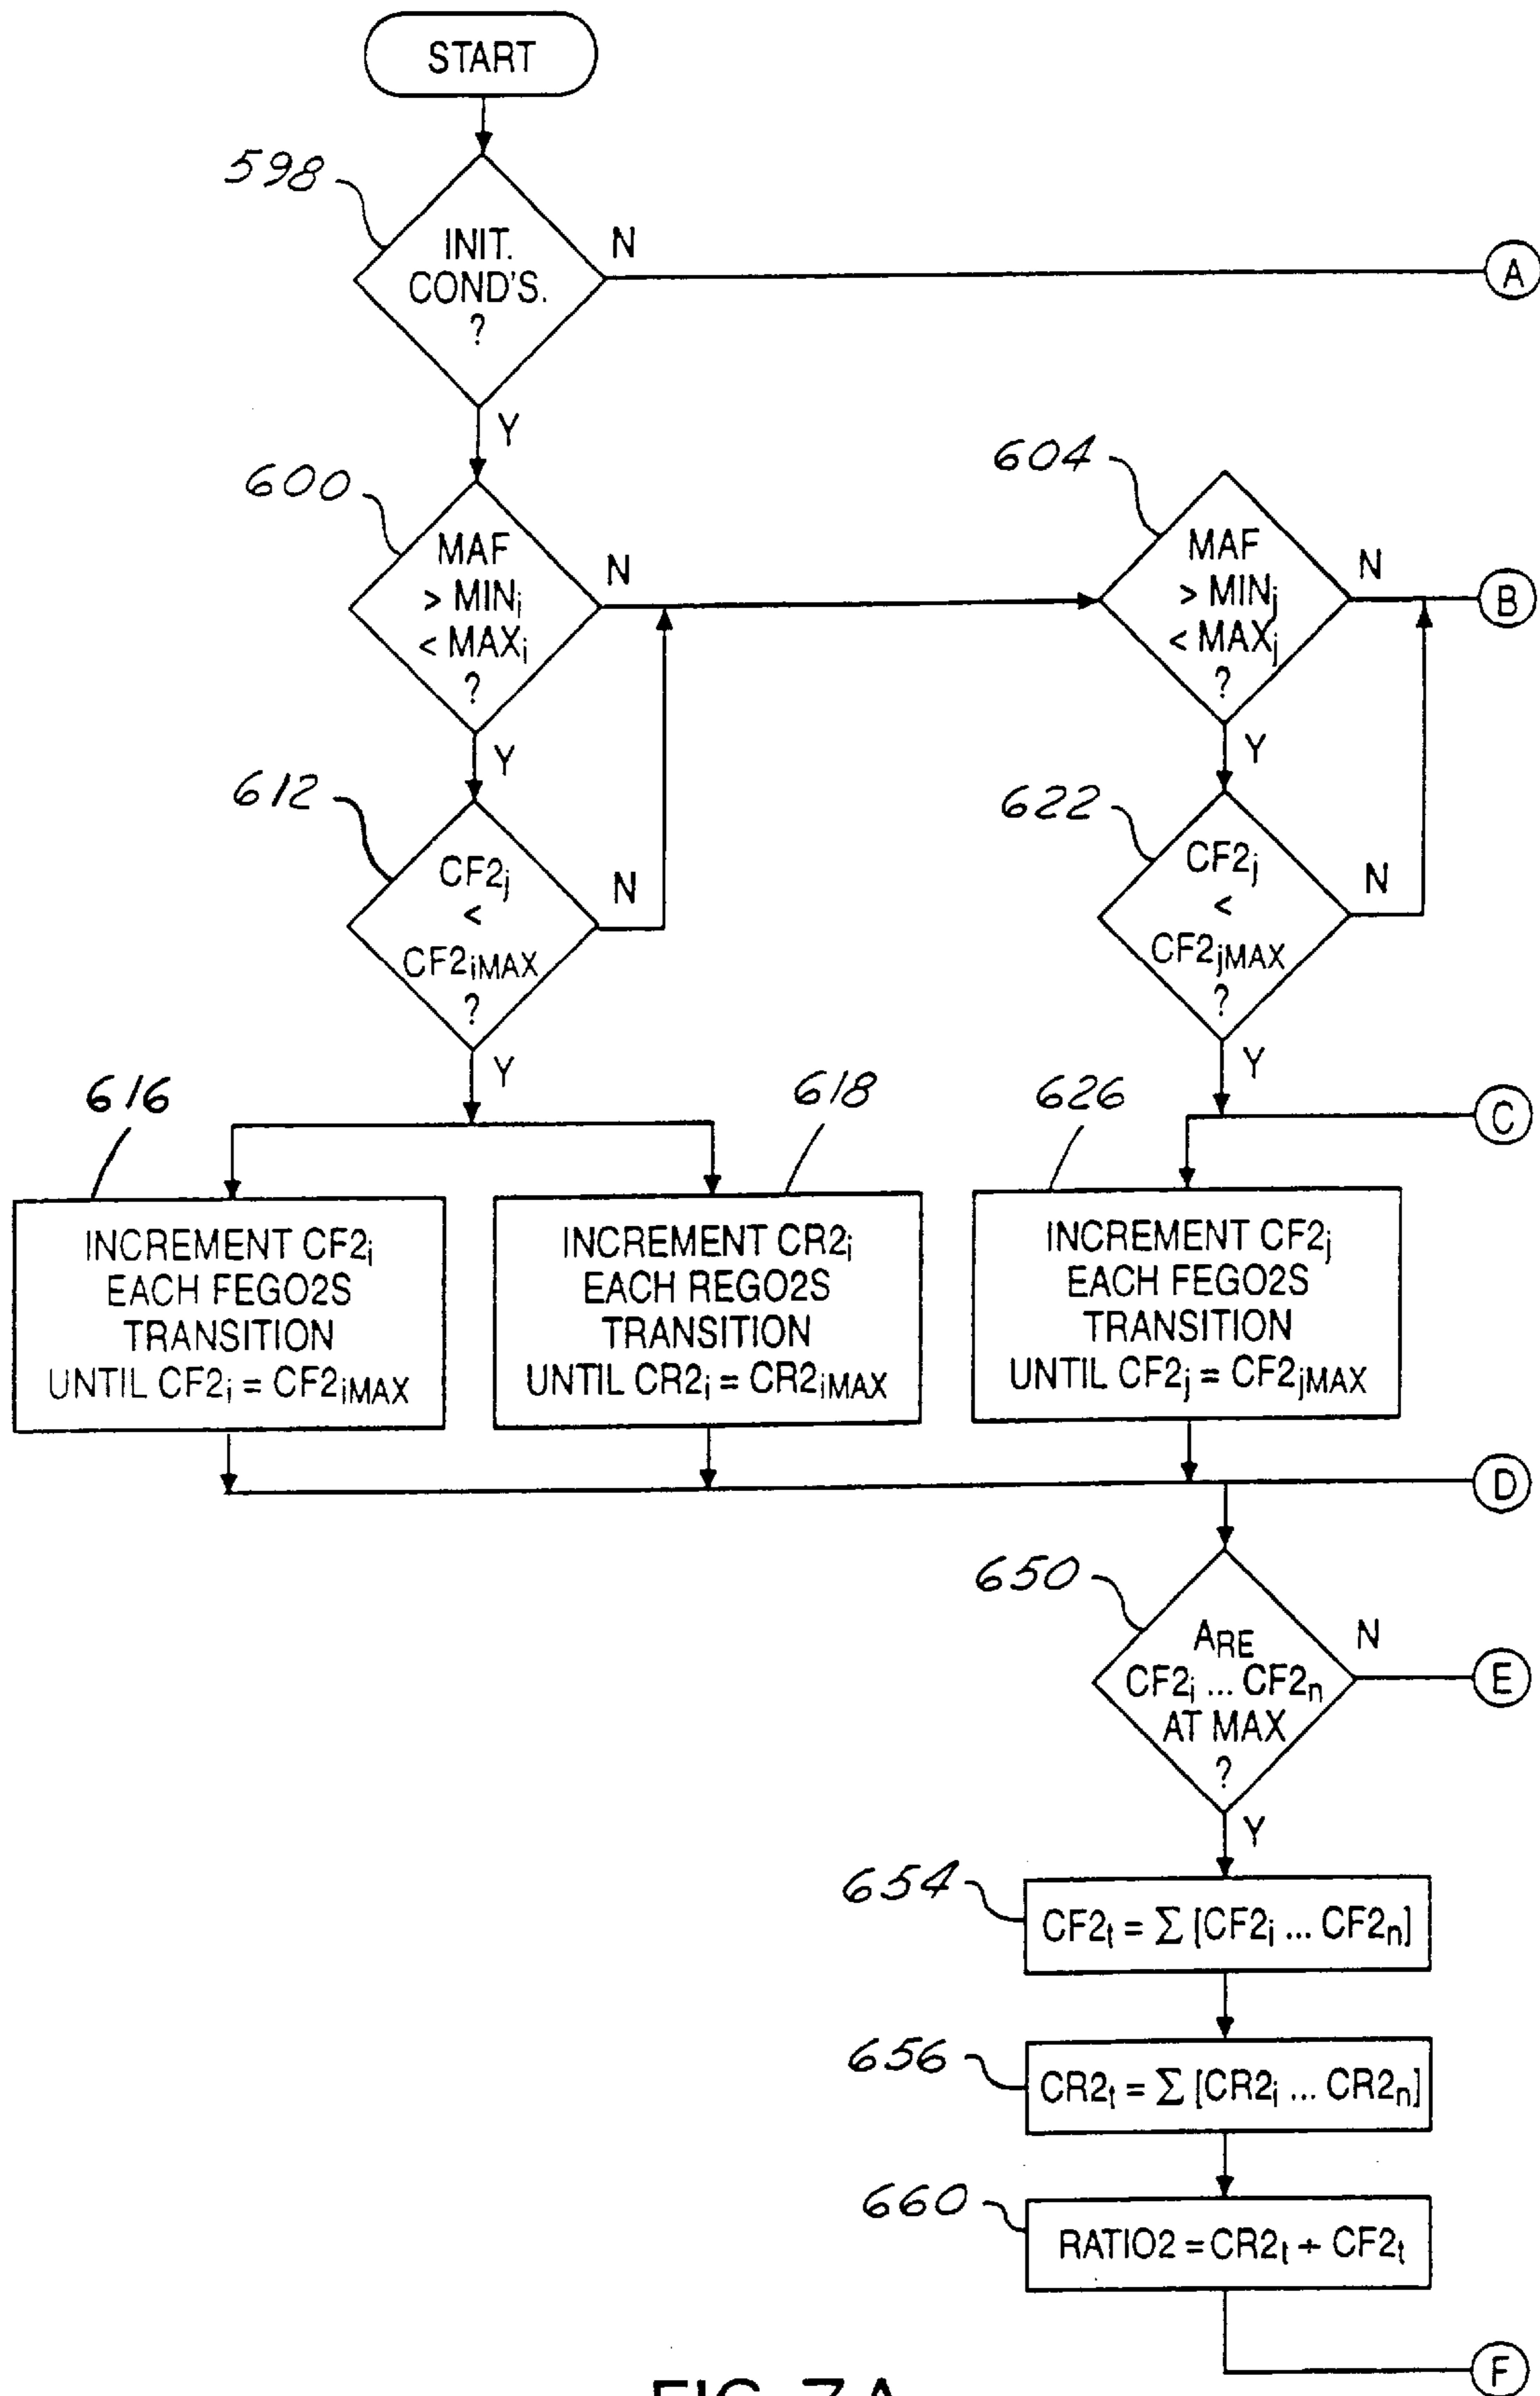 START
598
INIT.
COND'S.
?
N
A
Y
600
MAF
> MINᵢ
< MAXᵢ
?
N
604
MAF
> MINⱼ
< MAXⱼ
?
N
B
Y
Y
612
CF2ⱼ
<
CF2iMAX
?
N
622
CF2ⱼ
<
CF2jMAX
?
N
Y
Y
C
616
INCREMENT CF2ᵢ
EACH FEGO2S
TRANSITION
UNTIL CF2ᵢ = CF2iMAX
618
INCREMENT CR2ᵢ
EACH REGO2S
TRANSITION
UNTIL CR2ᵢ = CR2iMAX
626
INCREMENT CF2ⱼ
EACH FEGO2S
TRANSITION
UNTIL CF2ⱼ = CF2jMAX
D
650
ARE
CF2ᵢ ... CF2ₙ
AT MAX
?
N
E
Y
654
CF2ₜ = Σ [CF2ᵢ ... CF2ₙ]
656
CR2ₜ = Σ [CR2ᵢ ... CR2ₙ]
660
RATIO2 = CR2ₜ ÷ CF2ₜ
F
FIG. 7A